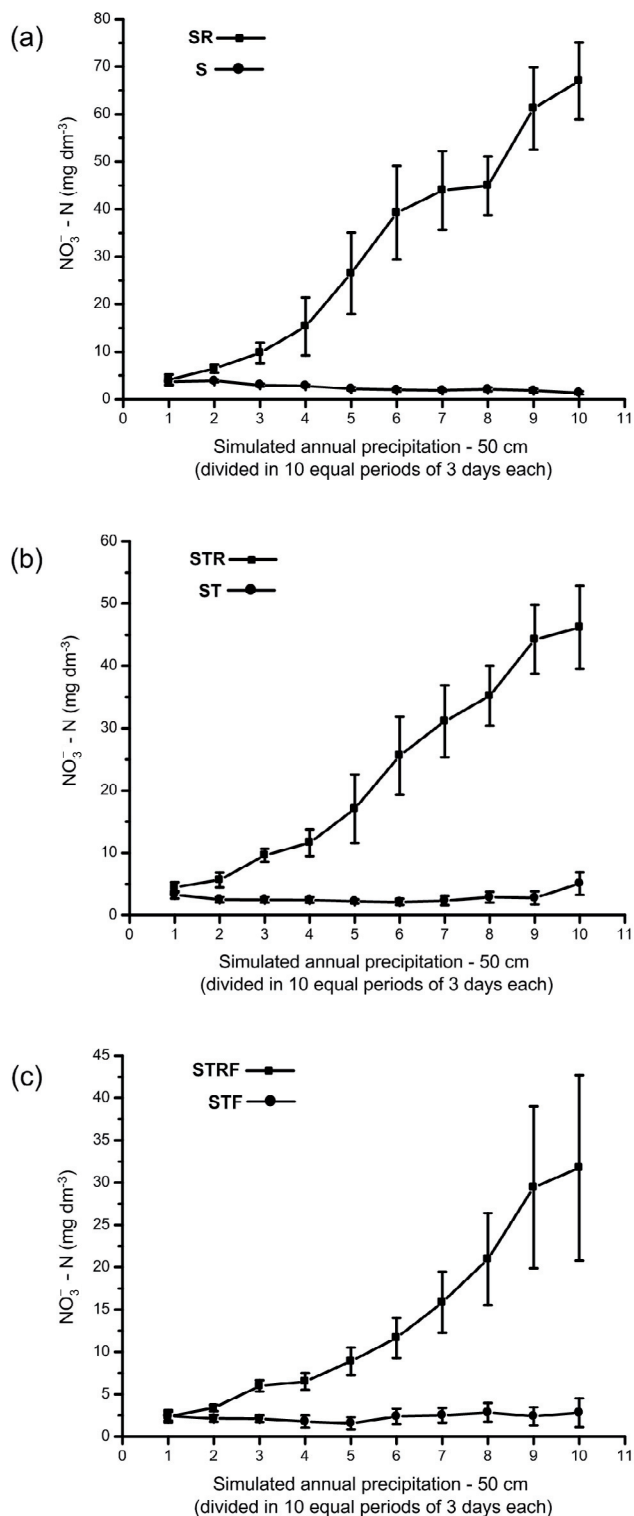 (a)
SR
S
80
70
60
50
40
30
20
10
0
NO₃⁻ - N (mg dm⁻³)
0 1 2 3 4 5 6 7 8 9 10 11
Simulated annual precipitation - 50 cm
(divided in 10 equal periods of 3 days each)
(b)
STR
ST
60
50
40
30
20
10
0
NO₃⁻ - N (mg dm⁻³)
0 1 2 3 4 5 6 7 8 9 10 11
Simulated annual precipitation - 50 cm
(divided in 10 equal periods of 3 days each)
(c)
STRF
STF
45
40
35
30
25
20
15
10
5
0
NO₃⁻ - N (mg dm⁻³)
0 1 2 3 4 5 6 7 8 9 10 11
Simulated annual precipitation - 50 cm
(divided in 10 equal periods of 3 days each)